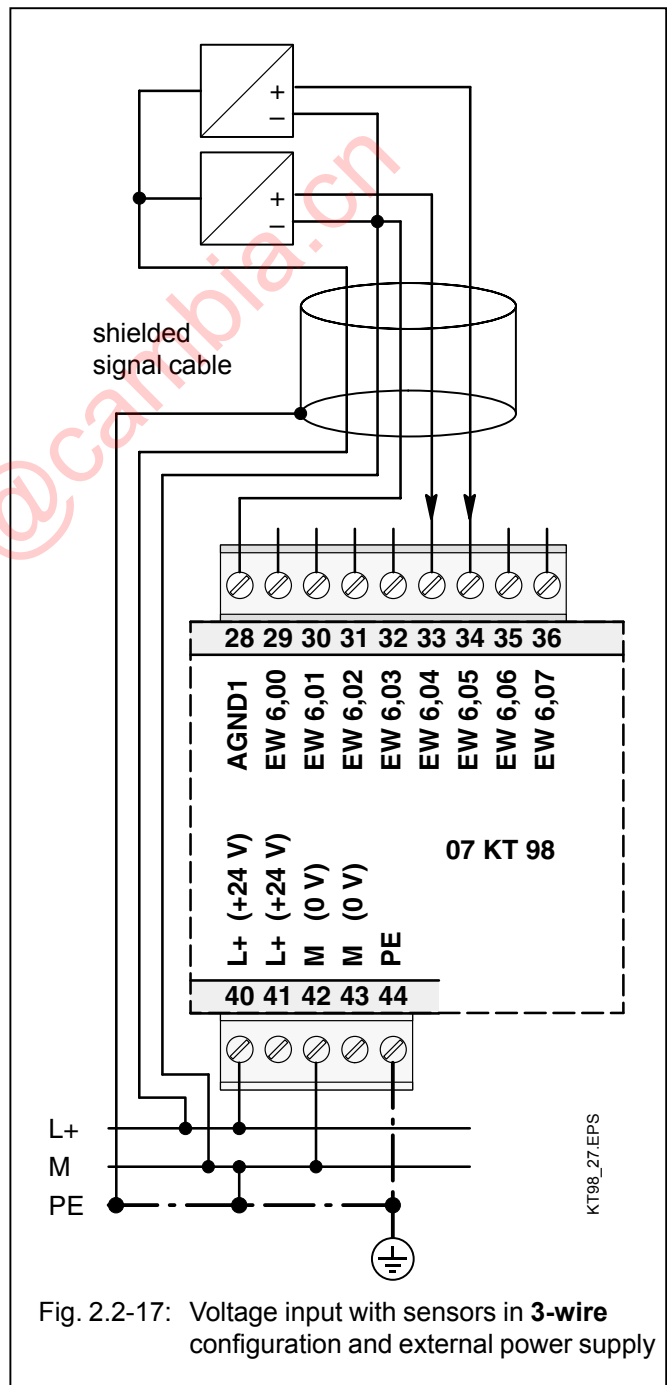 +
–
+
–
shielded
signal cable
@cambia.cn
28 29 30 31 32 33 34 35 36
AGND1
EW 6,00
EW 6,01
EW 6,02
EW 6,03
EW 6,04
EW 6,05
EW 6,06
EW 6,07
07 KT 98
L+ (+24 V)
L+ (+24 V)
M (0 V)
M (0 V)
PE
40 41 42 43 44
L+
M
PE
KT98_27.EPS
Fig. 2.2-17: Voltage input with sensors in 3-wire
configuration and external power supply